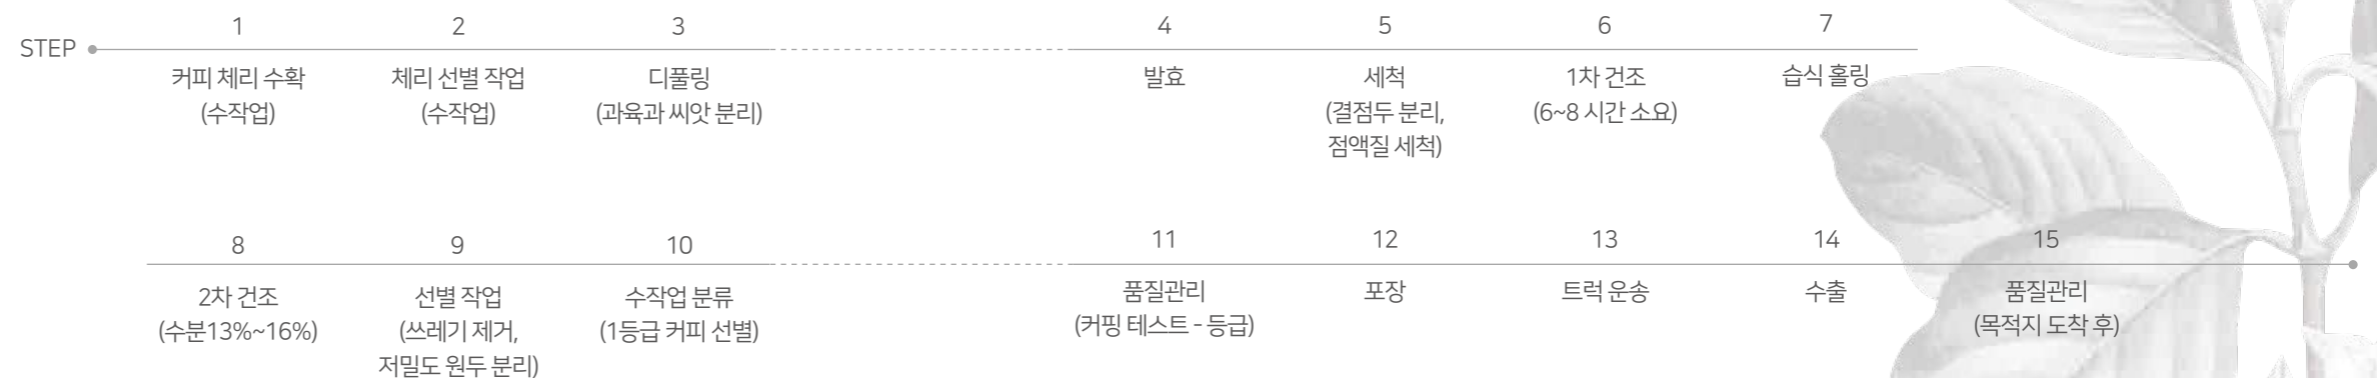 STEP
1
커피 체리 수확
(수작업)
2
체리 선별 작업
(수작업)
3
디풀링
(과육과 씨앗 분리)
4
발효
5
세척
(결점두 분리,
점액질 세척)
6
1차 건조
(6~8 시간 소요)
7
습식 훌링
8
2차 건조
(수분13%~16%)
9
선별 작업
(쓰레기 제거,
저밀도 원두 분리)
10
수작업 분류
(1등급 커피 선별)
11
품질관리
(커핑 테스트 - 등급)
12
포장
13
트럭 운송
14
수출
15
품질관리
(목적지 도착 후)